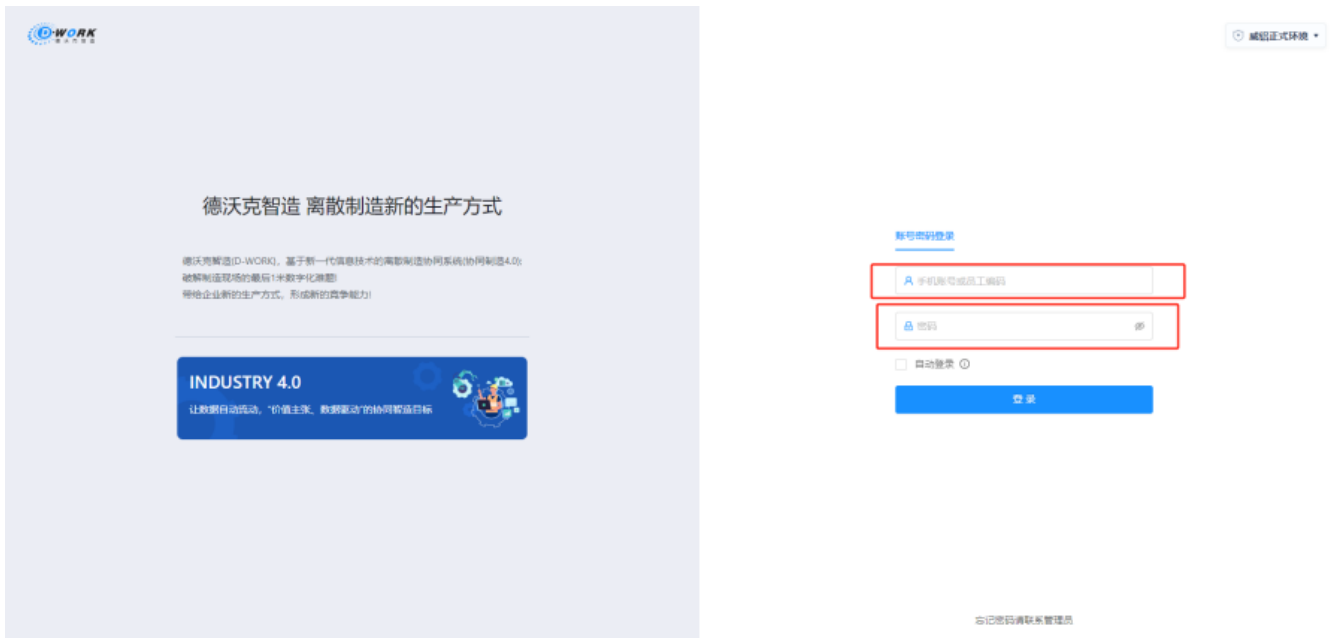 D-WORK
德沃克智造
威铝正式环境
德沃克智造 离散制造新的生产方式
德沃克智造(D-WORK)，基于新一代信息技术的离散制造协同系统(协同制造4.0);
破解制造现场的最后1米数字化难题!
带给企业新的生产方式，形成新的竞争能力!
INDUSTRY 4.0
让数据自动流动，"价值主张、数据驱动"的协同智造目标
账号密码登录
手机账号或员工编码
密码
自动登录
登 录
忘记密码请联系管理员